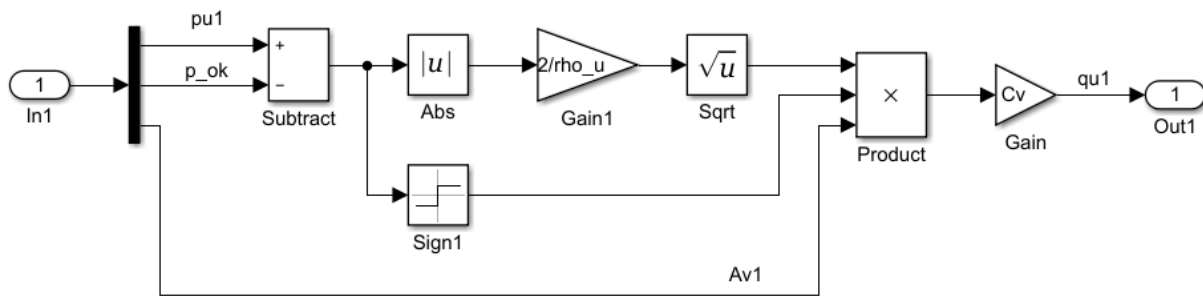 pu1
+
|u|
2/rho_u
√u
1
p_ok
−
×
Cv
qu1
1
In1
Subtract
Abs
Gain1
Sqrt
Product
Gain
Out1
Sign1
Av1